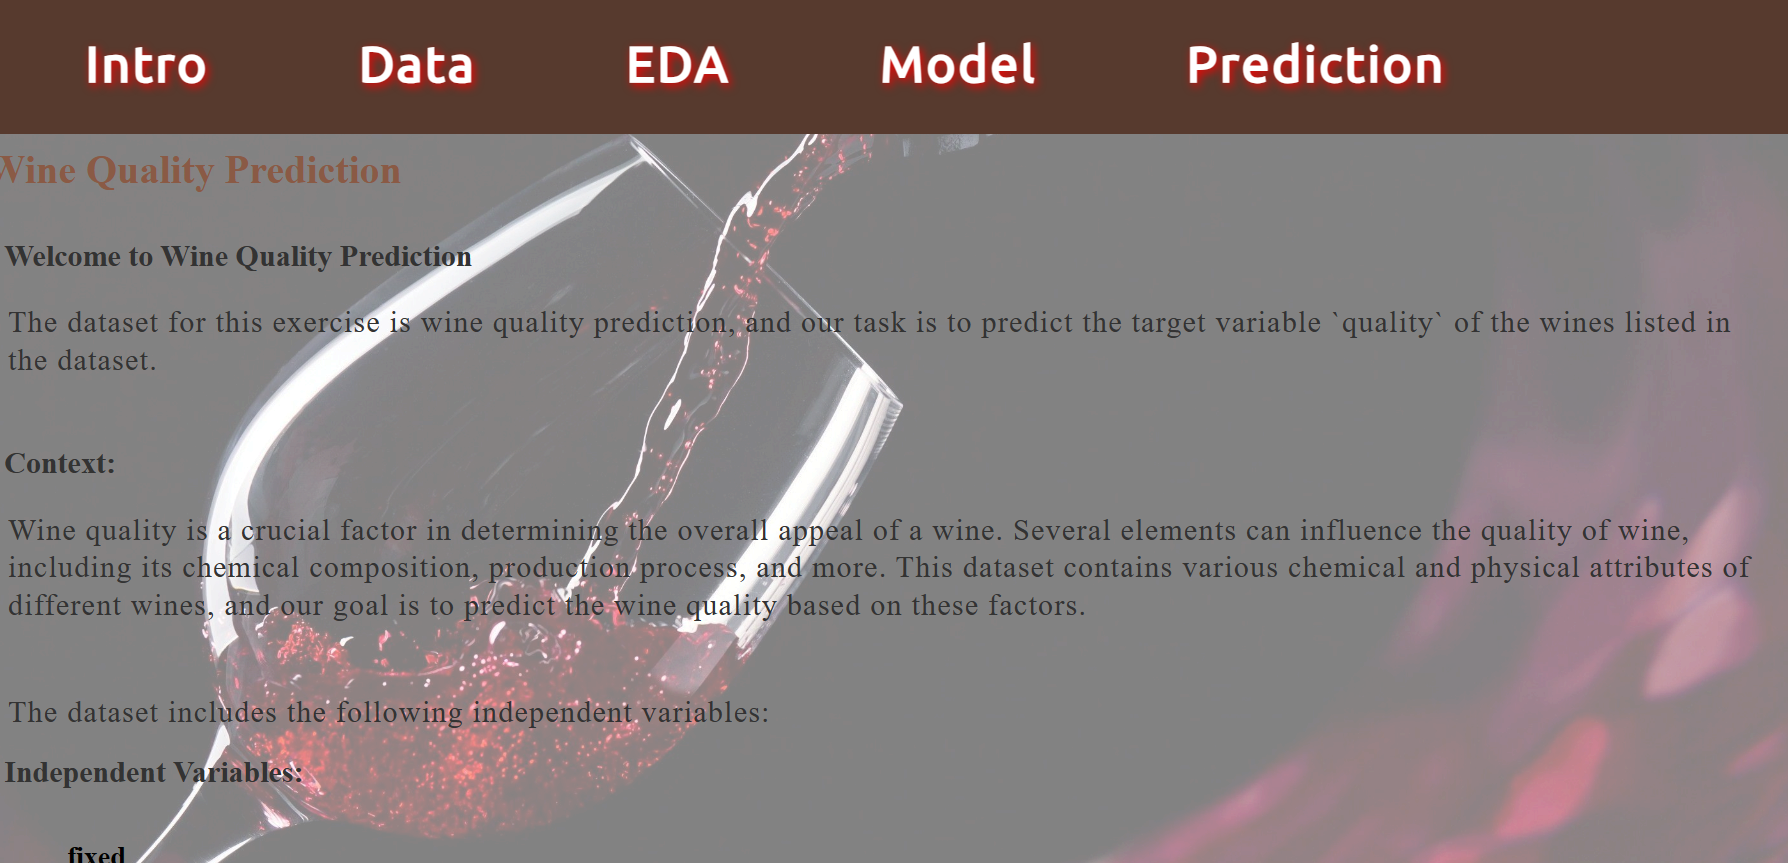 Intro Data EDA Model Prediction
Wine Quality Prediction
Welcome to Wine Quality Prediction
The dataset for this exercise is wine quality prediction, and our task is to predict the target variable `quality` of the wines listed in
the dataset.
Context:
Wine quality is a crucial factor in determining the overall appeal of a wine. Several elements can influence the quality of wine,
including its chemical composition, production process, and more. This dataset contains various chemical and physical attributes of
different wines, and our goal is to predict the wine quality based on these factors.
The dataset includes the following independent variables:
Independent Variables:
fixed